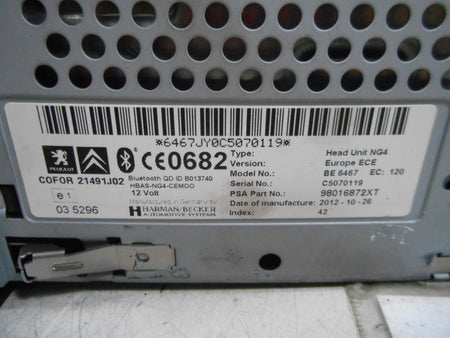 *6467JY0C5070119*
PEUGEOT
CE0682
COFOR 21491J02
Bluetooth QD ID B013740
HBAS-NG4-CEMOO
12 Volt
e1
03 5296
Manufactured by
HARMAN/BECKER
AUTOMOTIVE SYSTEMS
Type: Head Unit NG4
Version: Europe ECE
Model No.: BE 6467 EC: 120
Serial No.: C5070119
PSA Part No.: 98016872XT
Date of manufacture: 2012-10-26
Index: 42